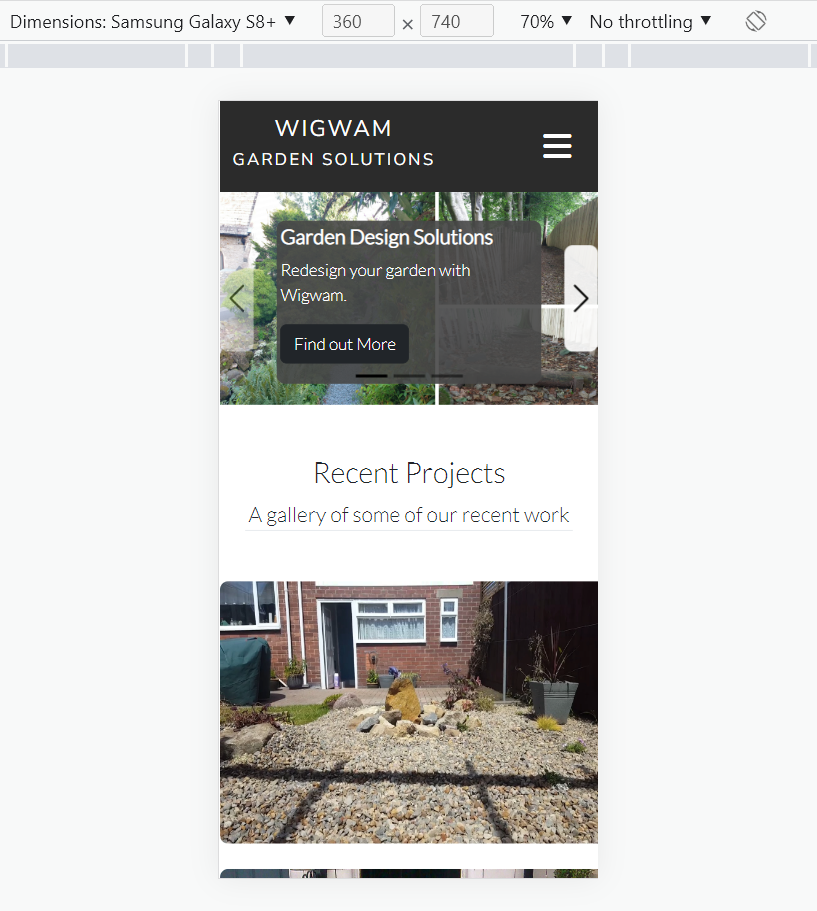 Dimensions: Samsung Galaxy S8+ ▼ 360 × 740 70% ▼ No throttling ▼
WIGWAM
GARDEN SOLUTIONS
Garden Design Solutions
Redesign your garden with
Wigwam.
Find out More
Recent Projects
A gallery of some of our recent work